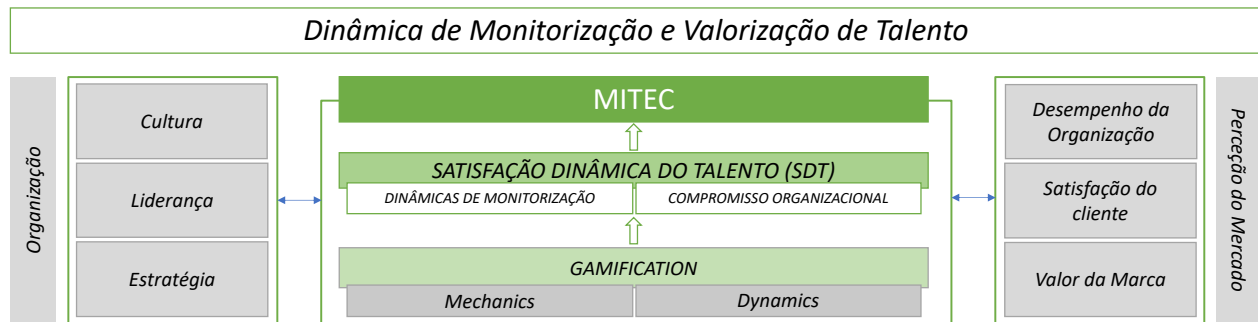 Dinâmica de Monitorização e Valorização de Talento
Organização
Cultura
Liderança
Estratégia
MITEC
SATISFAÇÃO DINÂMICA DO TALENTO (SDT)
DINÂMICAS DE MONITORIZAÇÃO
COMPROMISSO ORGANIZACIONAL
GAMIFICATION
Mechanics
Dynamics
Desempenho da
Organização
Satisfação do
cliente
Valor da Marca
Perceção do Mercado